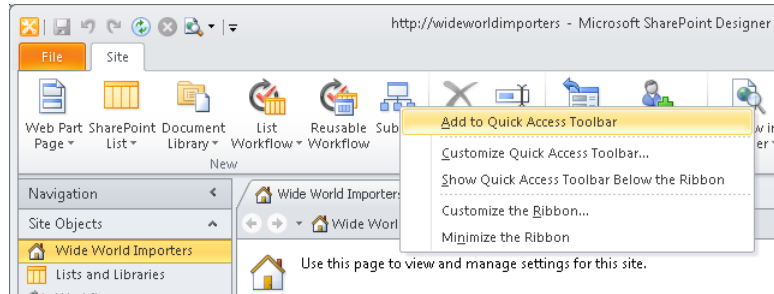 http://wideworldimporters - Microsoft SharePoint Designer
File Site
Web Part SharePoint Document List Reusable Sub
Page List Library Workflow Workflow
New
Add to Quick Access Toolbar
Customize Quick Access Toolbar...
Show Quick Access Toolbar Below the Ribbon
Customize the Ribbon...
Minimize the Ribbon
Navigation
Wide World Importers
Site Objects
Wide Worl
Wide World Importers
Use this page to view and manage settings for this site.
Lists and Libraries